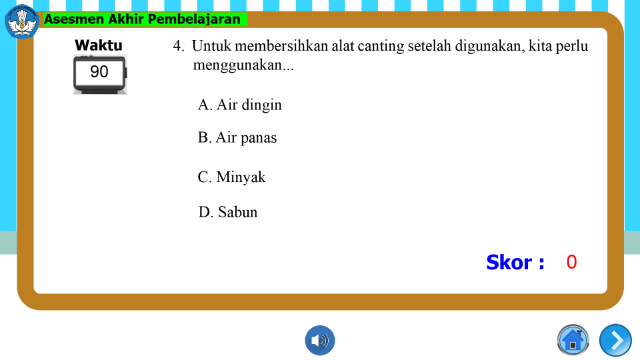 Asesmen Akhir Pembelajaran
Waktu
90
4. Untuk membersihkan alat canting setelah digunakan, kita perlu
menggunakan...
A. Air dingin
B. Air panas
C. Minyak
D. Sabun
Skor : 0